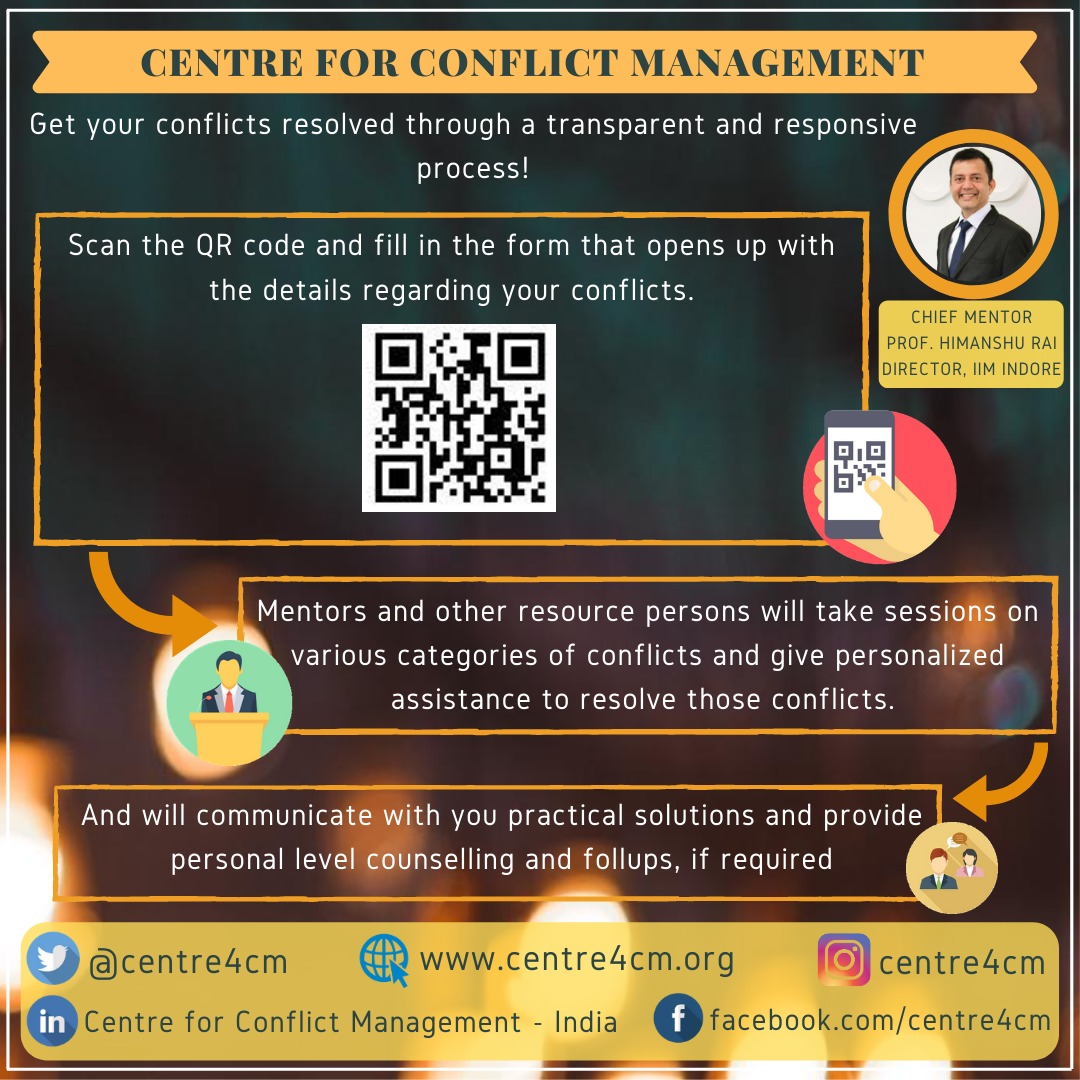 CENTRE FOR CONFLICT MANAGEMENT
Get your conflicts resolved through a transparent and responsive
process!
Scan the QR code and fill in the form that opens up with
the details regarding your conflicts.
CHIEF MENTOR
PROF. HIMANSHU RAI
DIRECTOR, IIM INDORE
Mentors and other resource persons will take sessions on
various categories of conflicts and give personalized
assistance to resolve those conflicts.
And will communicate with you practical solutions and provide
personal level counselling and follups, if required
@centre4cm
www.centre4cm.org
centre4cm
in Centre for Conflict Management - India
f facebook.com/centre4cm